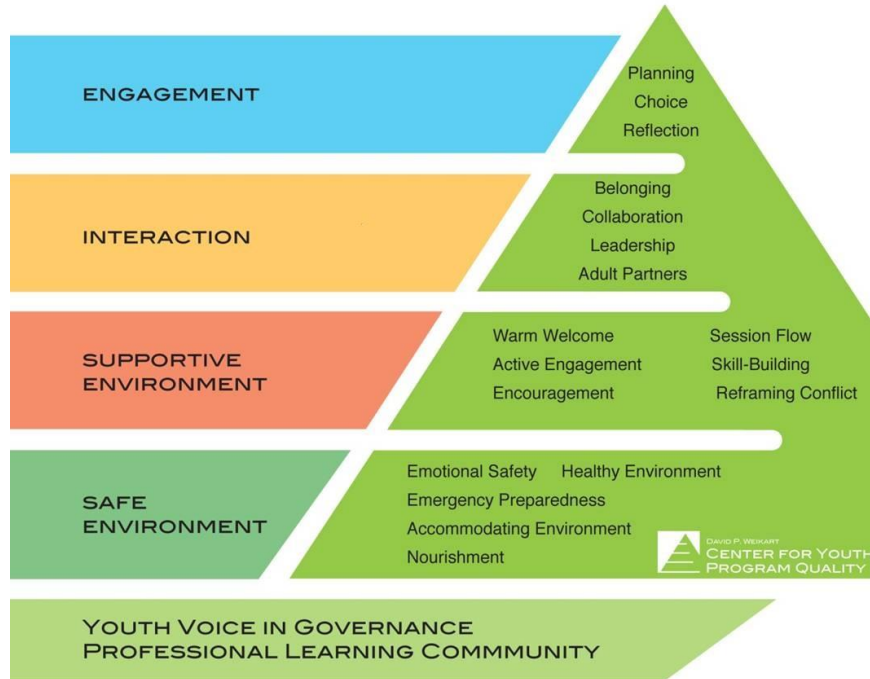 ENGAGEMENT
Planning
Choice
Reflection
INTERACTION
Belonging
Collaboration
Leadership
Adult Partners
SUPPORTIVE
ENVIRONMENT
Warm Welcome
Active Engagement
Encouragement
Session Flow
Skill-Building
Reframing Conflict
SAFE
ENVIRONMENT
Emotional Safety Healthy Environment
Emergency Preparedness
Accommodating Environment
Nourishment
DAVID P. WEIKART
CENTER FOR YOUTH
PROGRAM QUALITY
YOUTH VOICE IN GOVERNANCE
PROFESSIONAL LEARNING COMMMUNITY